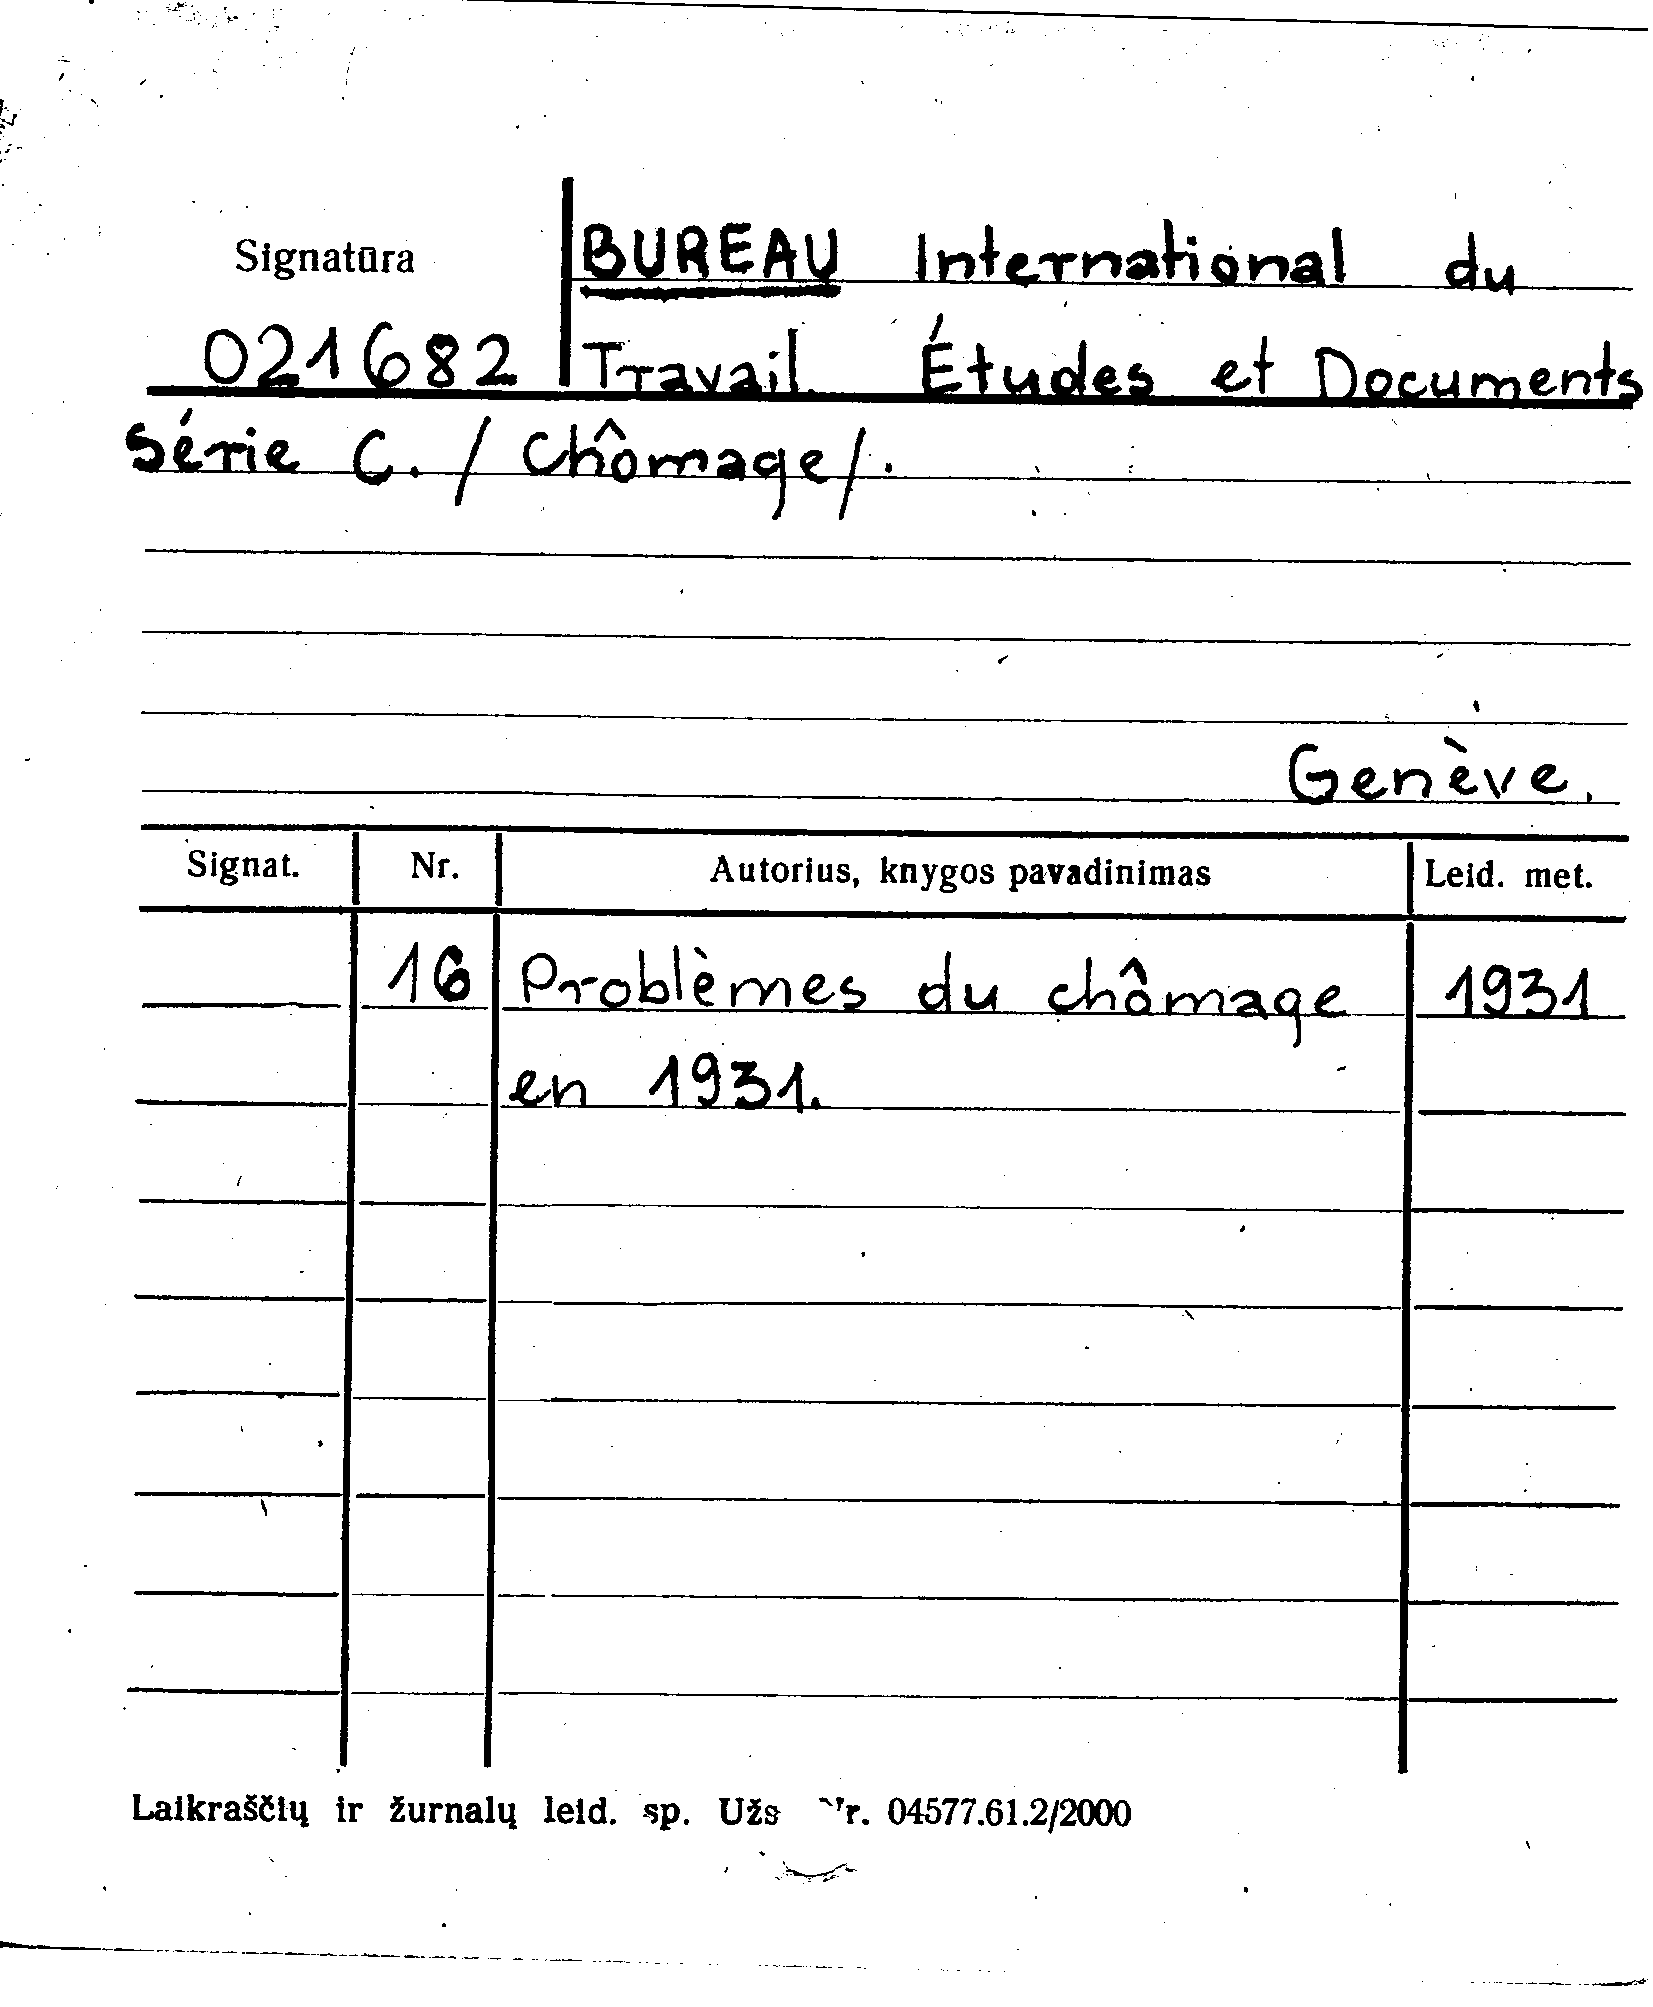 Signatūra BUREAU International du
021682 Travail. Études et Documents
Série C. / Chômage/.
Genève.
Signat. Nr. Autorius, knygos pavadinimas Leid. met.
16 Problèmes du chômage 1931
en 1931.
Laikraščių ir žurnalų leid. sp. Užs r. 04577.61.2/2000